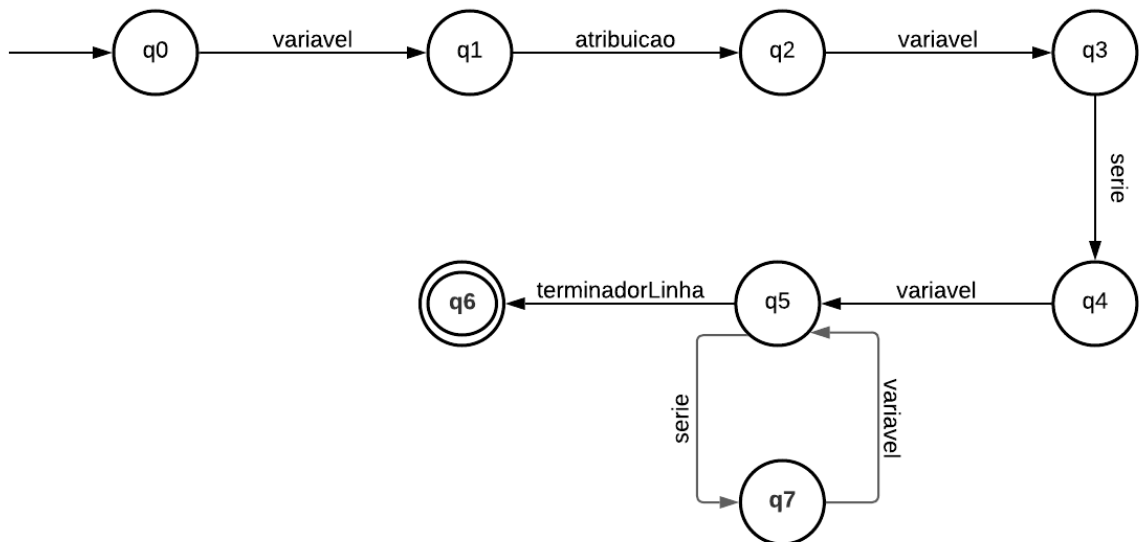 q0
variavel
q1
atribuicao
q2
variavel
q3
serie
q4
variavel
q5
terminadorLinha
q6
serie
q7
variavel